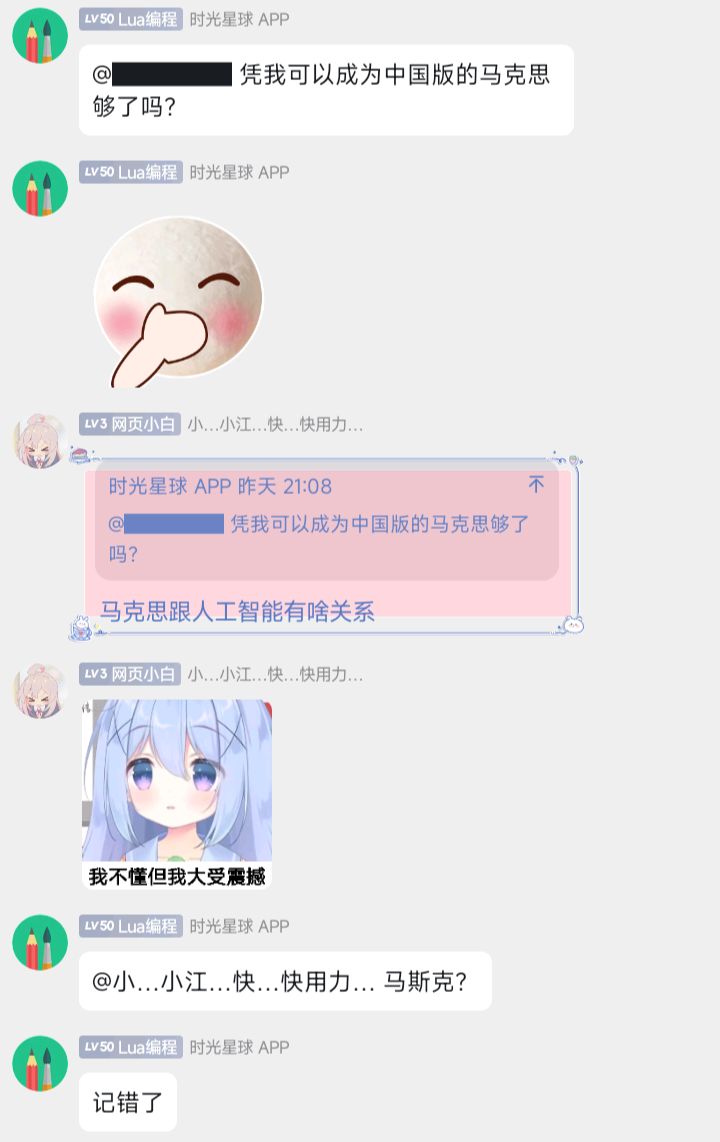 LV50 Lua编程 时光星球 APP
@ 凭我可以成为中国版的马克思
够了吗？
LV50 Lua编程 时光星球 APP
LV3 网页小白 小...小江...快...快用力...
时光星球 APP 昨天 21:08
@ 凭我可以成为中国版的马克思够了
吗？
马克思跟人工智能有啥关系
LV3 网页小白 小...小江...快...快用力...
我不懂但我大受震撼
LV50 Lua编程 时光星球 APP
@小...小江...快...快用力... 马斯克？
LV50 Lua编程 时光星球 APP
记错了